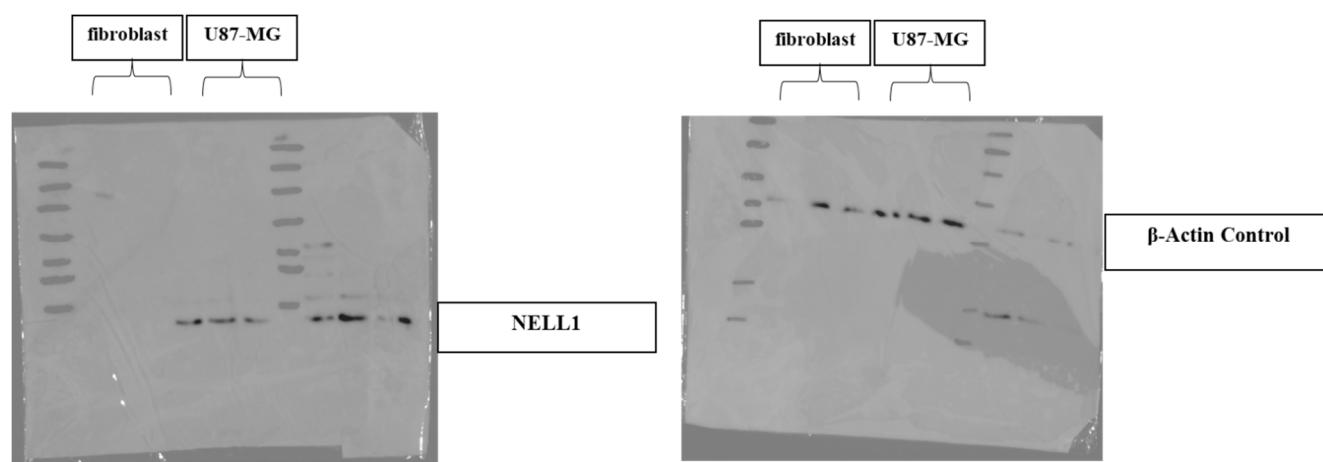 fibroblast
U87-MG
fibroblast
U87-MG
NELL1
β-Actin Control